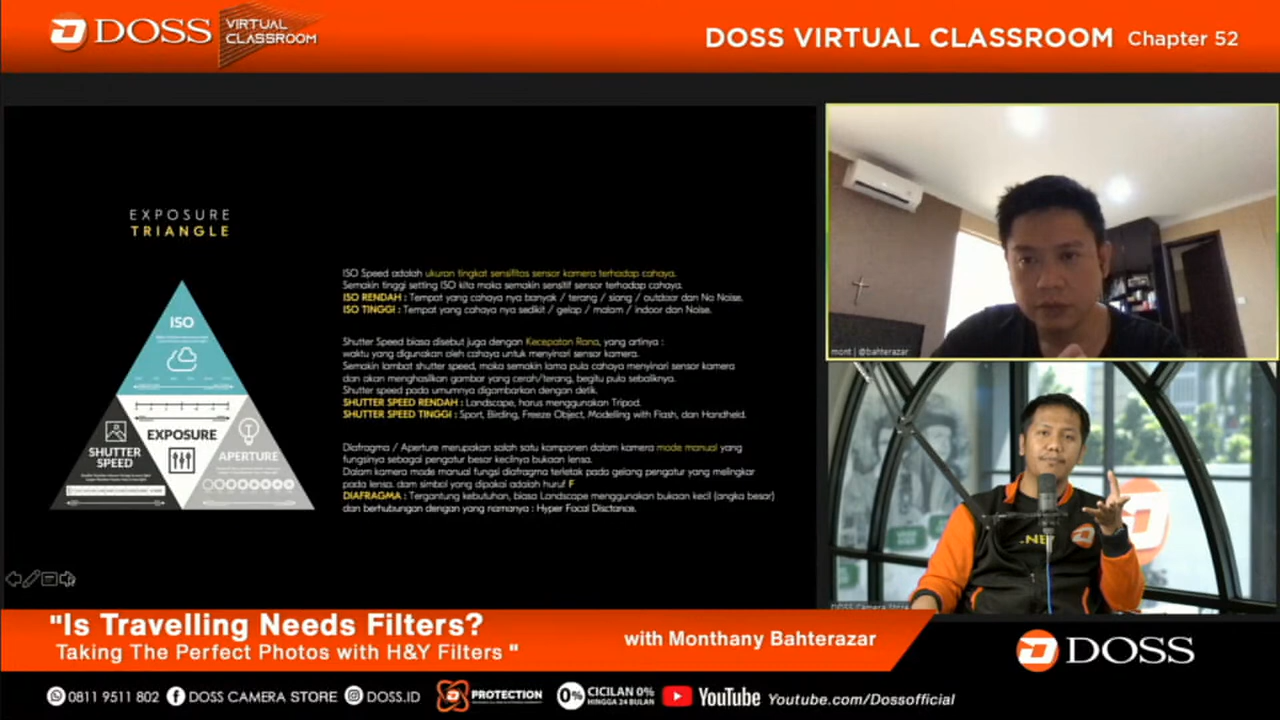 DOSS VIRTUAL CLASSROOM
DOSS VIRTUAL CLASSROOM Chapter 52
EXPOSURE
TRIANGLE
ISO
SHUTTER SPEED
EXPOSURE
APERTURE
ISO Speed adalah ukuran tingkat sensifitas sensor kamera terhadap cahaya.
Semakin tinggi setting ISO kita maka semakin sensitif sensor terhadap cahaya.
ISO RENDAH : Tempat yang cahaya nya banyak / terang / siang / outdoor dan No Noise.
ISO TINGGI : Tempat yang cahaya nya sedikit / gelap / malam / indoor dan Noise.
Shutter Speed biasa disebut juga dengan Kecepatan Rana, yang artinya :
waktu yang digunakan oleh cahaya untuk menyinari sensor kamera.
Semakin lambat shutter speed, maka semakin lama pula cahaya menyinari sensor kamera
dan akan menghasilkan gambar yang cerah/terang, begitu pula sebaliknya.
Shutter speed pada umumnya digambarkan dengan detik.
SHUTTER SPEED RENDAH : Landscape, harus menggunakan Tripod.
SHUTTER SPEED TINGGI : Sport, Birding, Freeze Object, Modelling with Flash, dan Handheld.
Diafragma / Aperture merupakan salah satu komponen dalam kamera mode manual yang
fungsinya sebagai pengatur besar kecilnya bukaan lensa.
Dalam kamera mode manual fungsi diafragma terletak pada gelang pengatur yang melingkar
pada lensa. dam simbol yang dipakai adalah huruf F
DIAFRAGMA : Tergantung kebutuhan, biasa Landscape menggunakan bukaan kecil (angka besar)
dan berhubungan dengan yang namanya : Hyper Focal Disctance.
mont | @bahterazar
DOSS Camera Store
"Is Travelling Needs Filters?
Taking The Perfect Photos with H&Y Filters "
with Monthany Bahterazar
DOSS
0811 9511 802 DOSS CAMERA STORE DOSS.ID PROTECTION 0% CICILAN 0% HINGGA 24 BULAN YouTube Youtube.com/Dossofficial